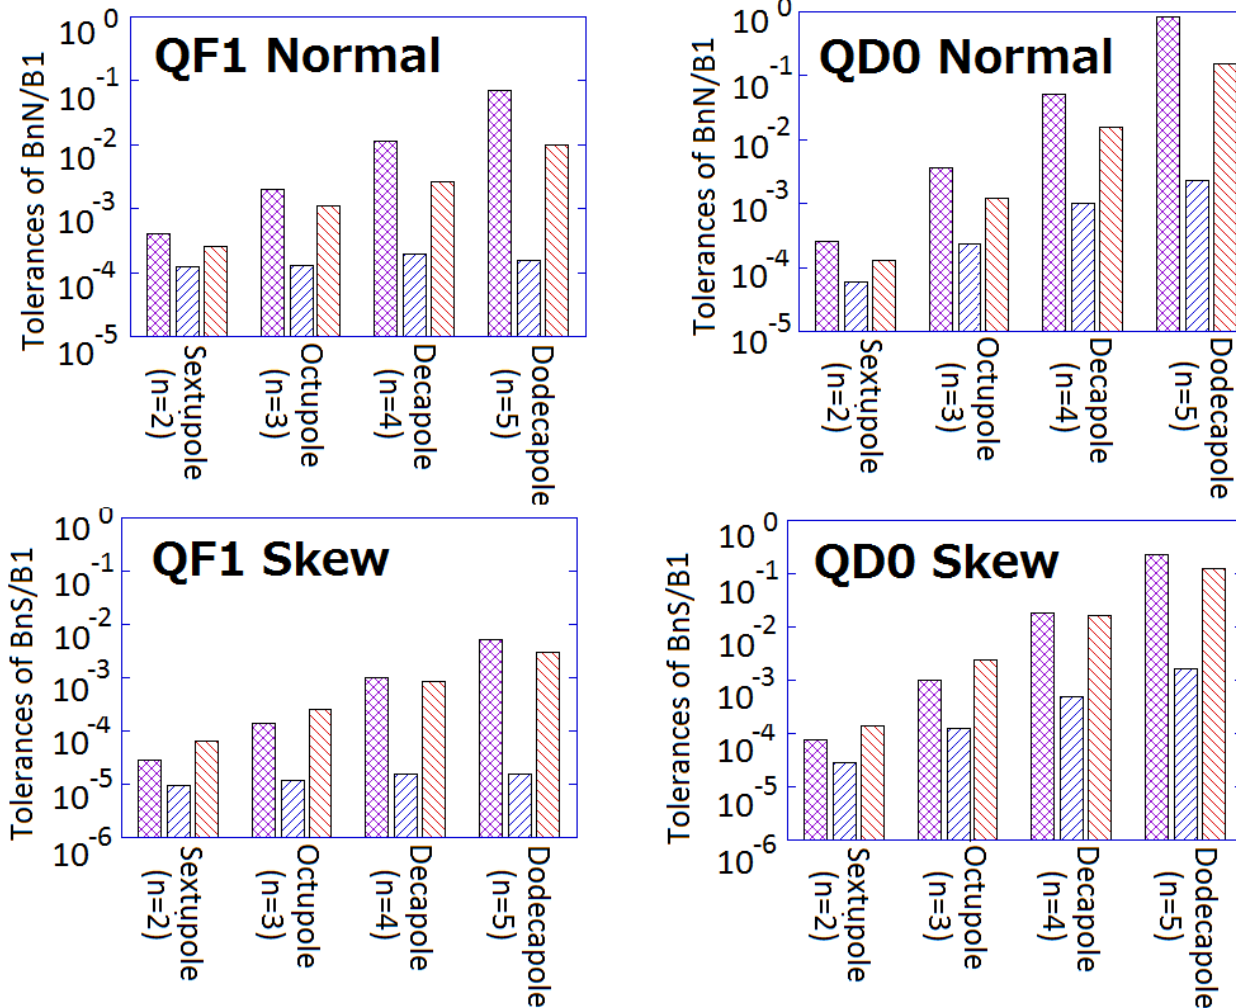 QF1 Normal
Tolerances of BnN/B1
10^0
10^-1
10^-2
10^-3
10^-4
10^-5
Sextupole
(n=2)
Octupole
(n=3)
Decapole
(n=4)
Dodecapole
(n=5)
QD0 Normal
Tolerances of BnN/B1
10^0
10^-1
10^-2
10^-3
10^-4
10^-5
Sextupole
(n=2)
Octupole
(n=3)
Decapole
(n=4)
Dodecapole
(n=5)
QF1 Skew
Tolerances of BnS/B1
10^0
10^-1
10^-2
10^-3
10^-4
10^-5
10^-6
Sextupole
(n=2)
Octupole
(n=3)
Decapole
(n=4)
Dodecapole
(n=5)
QD0 Skew
Tolerances of BnS/B1
10^0
10^-1
10^-2
10^-3
10^-4
10^-5
10^-6
Sextupole
(n=2)
Octupole
(n=3)
Decapole
(n=4)
Dodecapole
(n=5)